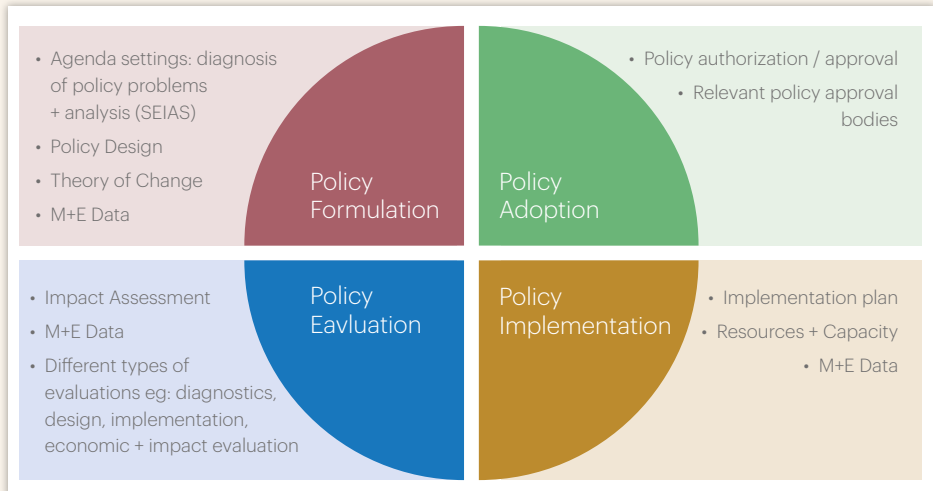 • Agenda settings: diagnosis
of policy problems
+ analysis (SEIAS)
• Policy Design
• Theory of Change
• M+E Data
Policy
Formulation
Policy
Adoption
• Policy authorization / approval
• Relevant policy approval
bodies
• Impact Assessment
• M+E Data
• Different types of
evaluations eg: diagnostics,
design, implementation,
economic + impact evaluation
Policy
Eavluation
Policy
Implementation
• Implementation plan
• Resources + Capacity
• M+E Data